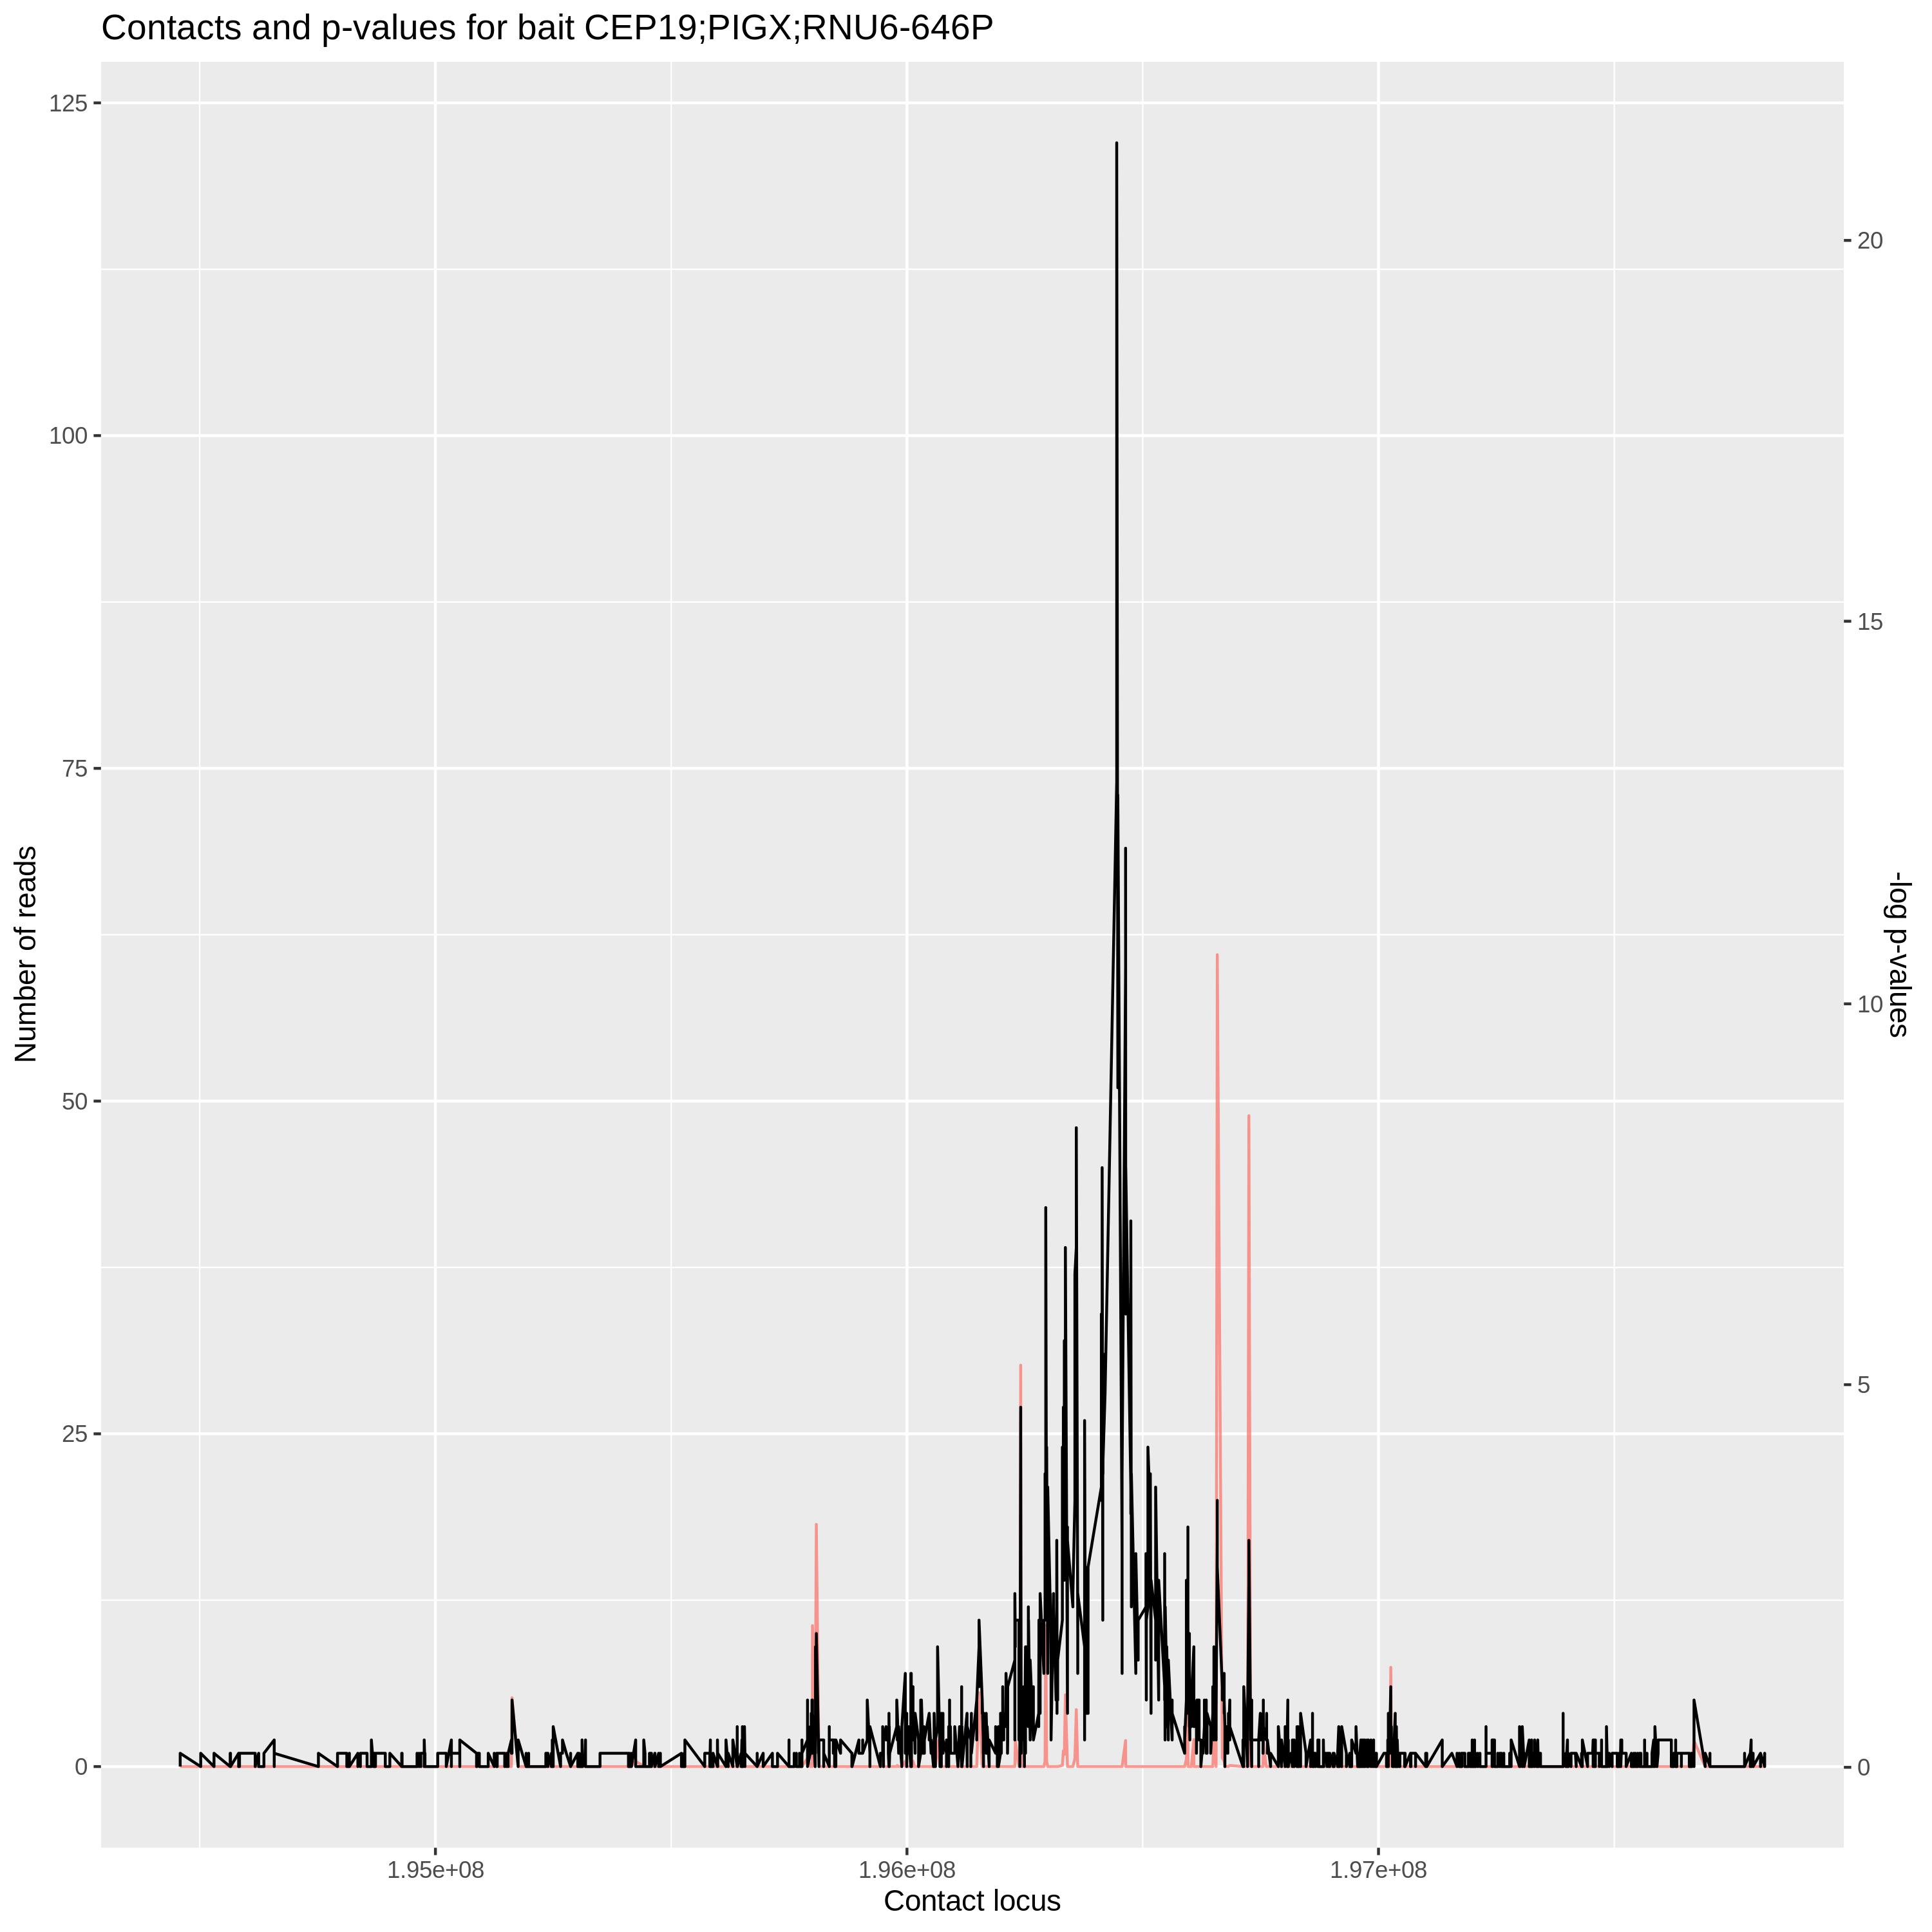 Contacts and p-values for bait CEP19;PIGX;RNU6-646P
125
100
75
50
25
0
Number of reads
20
15
10
5
0
-log p-values
1.95e+08
1.96e+08
1.97e+08
Contact locus